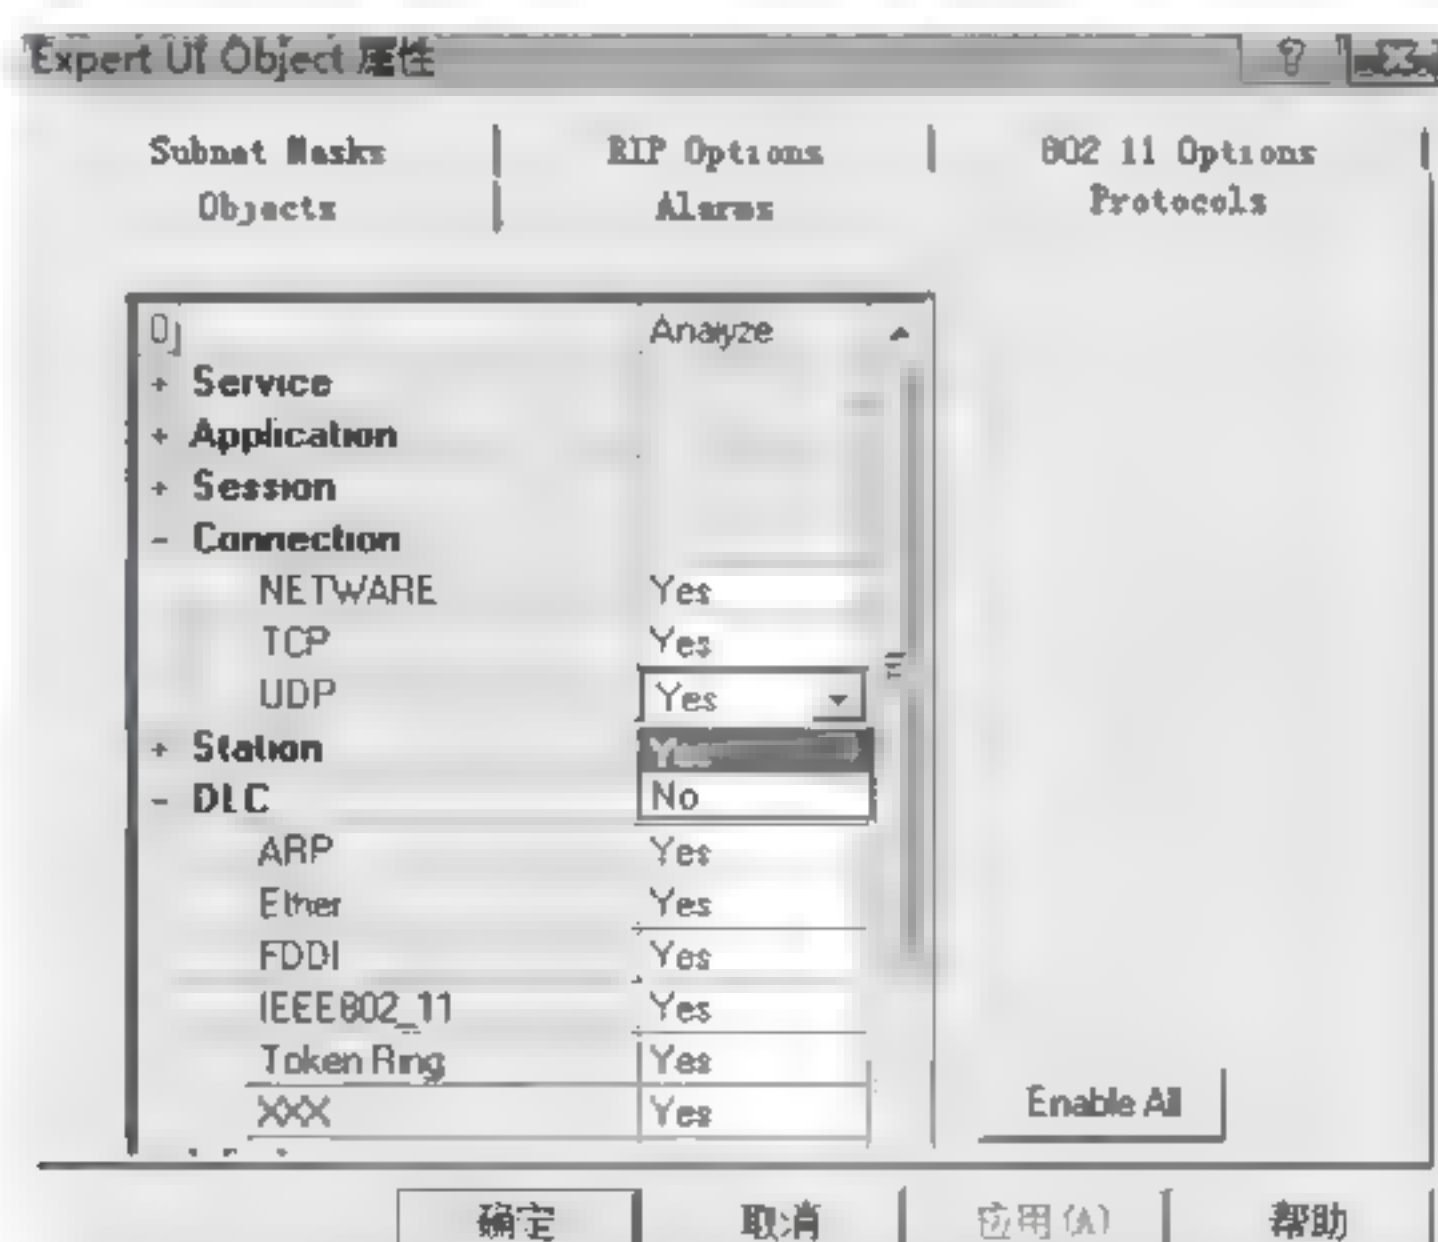 Expert UI Object 属性
Subnet Masks RIP Options 802 11 Options
Objects Alarms Protocols
Oj Analyze
+ Service
+ Application
+ Session
- Connection
NETWARE Yes
TCP Yes
UDP Yes
+ Station Yes
- DLC No
ARP Yes
Ether Yes
FDDI Yes
IEEE802_11 Yes
Token Ring Yes
XXX Yes
Enable All
确定 取消 应用(A) 帮助